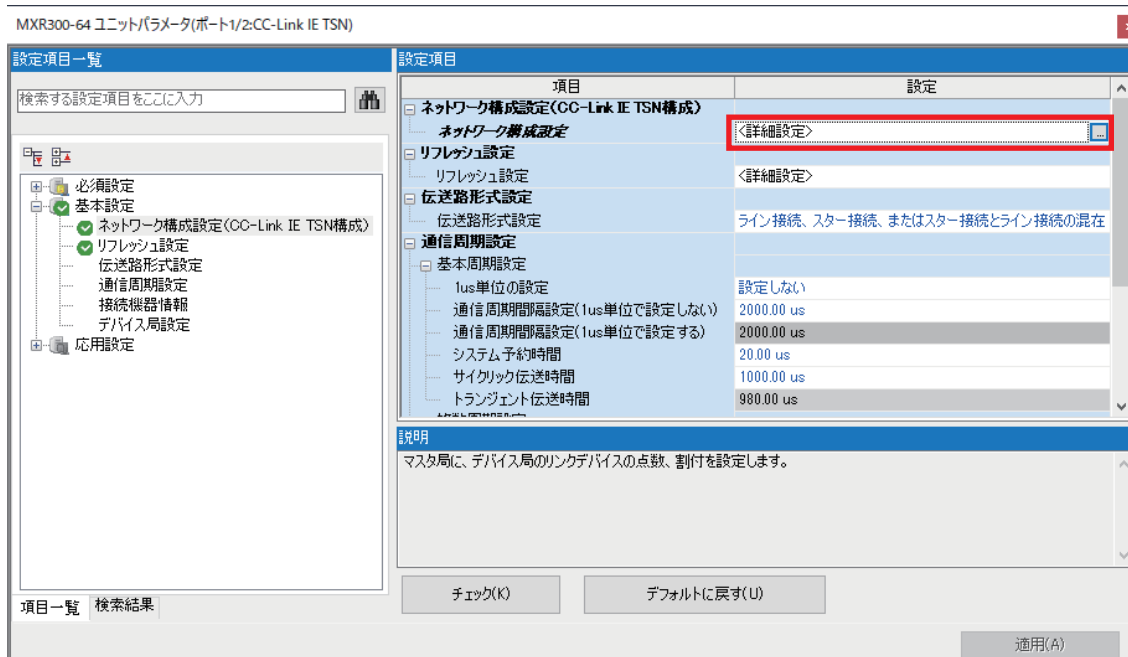 MXR300-64 ユニットパラメータ(ポート1/2:CC-Link IE TSN)
設定項目一覧
検索する設定項目をここに入力
必須設定
基本設定
ネットワーク構成設定(CC-Link IE TSN構成)
リフレッシュ設定
伝送路形式設定
通信周期設定
接続機器情報
デバイス局設定
応用設定
項目一覧 検索結果
設定項目
項目 設定
ネットワーク構成設定(CC-Link IE TSN構成)
ネットワーク構成設定 <詳細設定> ...
リフレッシュ設定
リフレッシュ設定 <詳細設定>
伝送路形式設定
伝送路形式設定 ライン接続、スター接続、またはスター接続とライン接続の混在
通信周期設定
基本周期設定
1us単位の設定 設定しない
通信周期間隔設定(1us単位で設定しない) 2000.00 us
通信周期間隔設定(1us単位で設定する) 2000.00 us
システム予約時間 20.00 us
サイクリック伝送時間 1000.00 us
トランジェント伝送時間 980.00 us
説明
マスタ局に、デバイス局のリンクデバイスの点数、割付を設定します。
チェック(K) デフォルトに戻す(U)
適用(A)